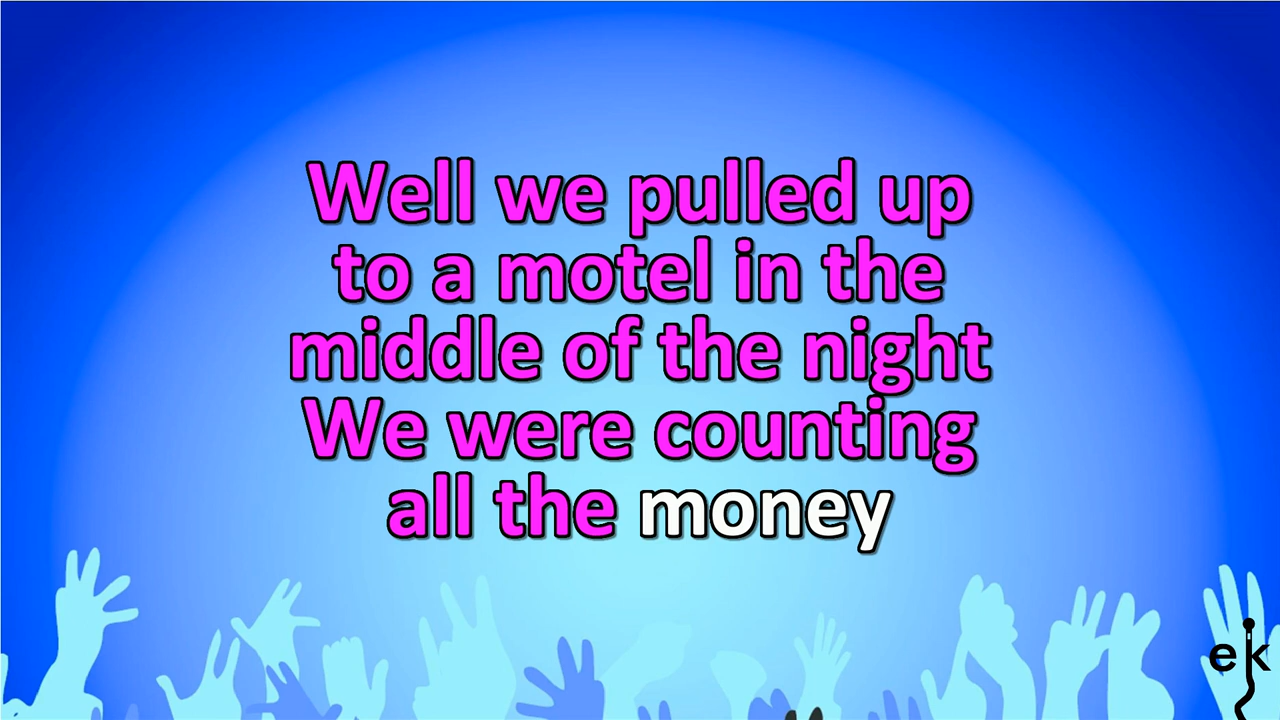 Well we pulled up
to a motel in the
middle of the night
We were counting
all the money
ek